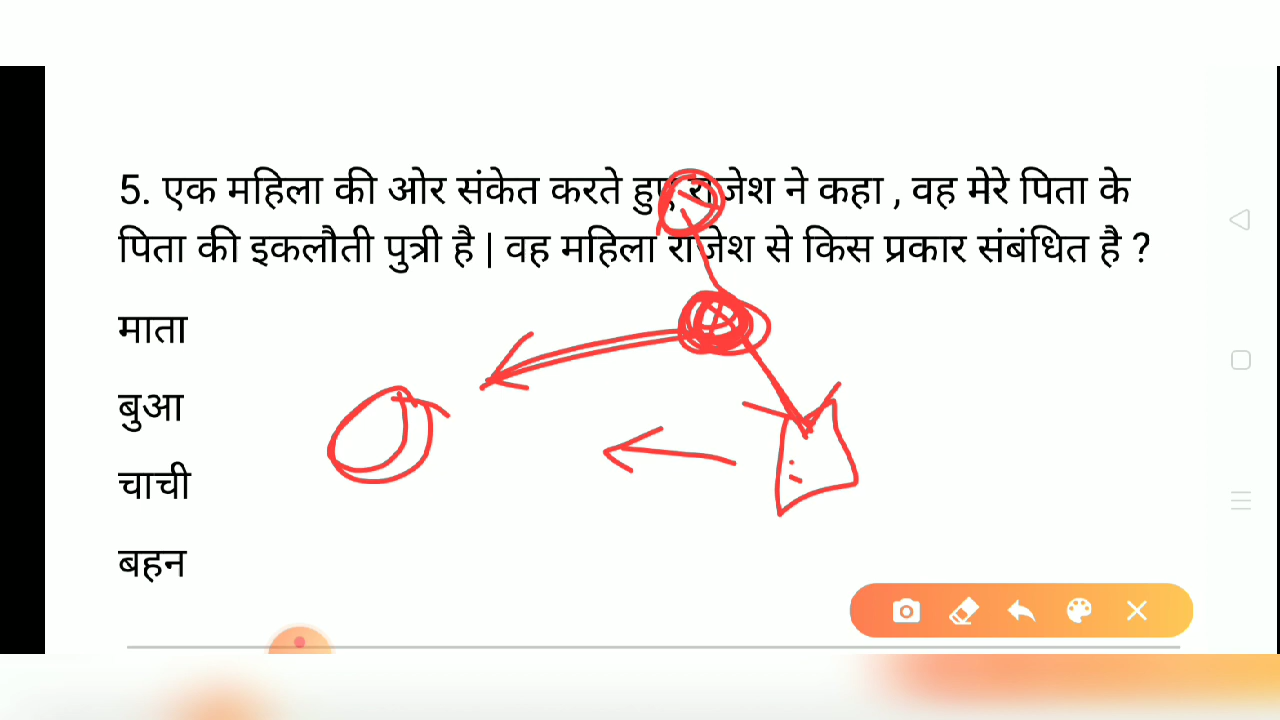 5. एक महिला की ओर संकेत करते हुए राजेश ने कहा , वह मेरे पिता के
पिता की इकलौती पुत्री है | वह महिला राजेश से किस प्रकार संबंधित है ?
माता
बुआ
चाची
बहन